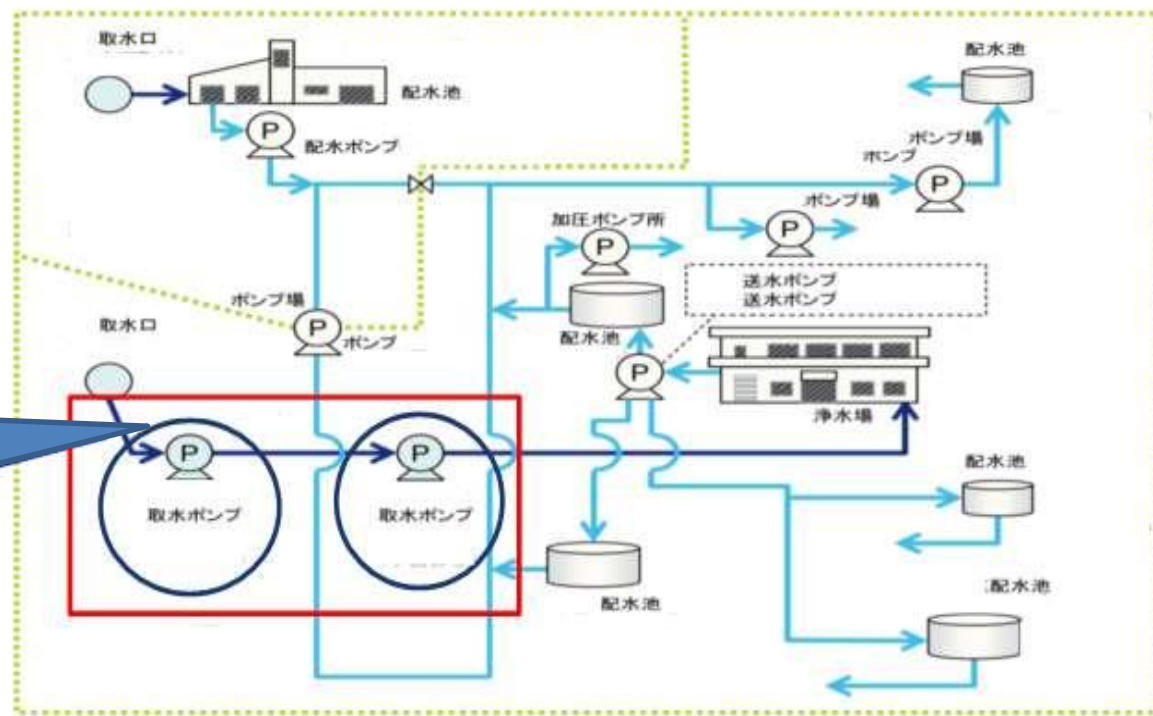 取水口
配水池
P
配水ポンプ
配水池
ポンプ場
ポンプ
P
ポンプ場
P
加圧ポンプ所
P
送水ポンプ
送水ポンプ
配水池
ポンプ場
P
ポンプ
取水口
P
浄水場
P
取水ポンプ
P
取水ポンプ
配水池
配水池
配水池